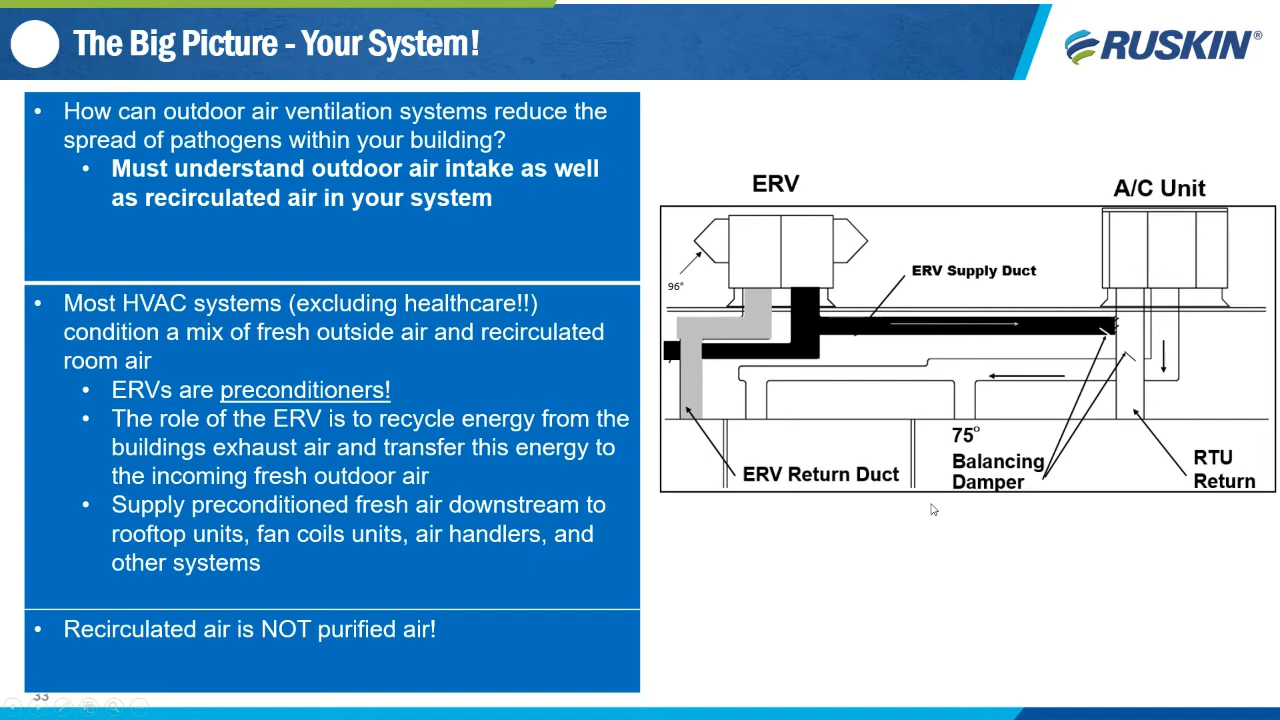 The Big Picture - Your System!
RUSKIN®
• How can outdoor air ventilation systems reduce the
spread of pathogens within your building?
• Must understand outdoor air intake as well
as recirculated air in your system
• Most HVAC systems (excluding healthcare!!)
condition a mix of fresh outside air and recirculated
room air
• ERVs are preconditioners!
• The role of the ERV is to recycle energy from the
buildings exhaust air and transfer this energy to
the incoming fresh outdoor air
• Supply preconditioned fresh air downstream to
rooftop units, fan coils units, air handlers, and
other systems
• Recirculated air is NOT purified air!
ERV
A/C Unit
96°
ERV Supply Duct
75°
Balancing
Damper
ERV Return Duct
RTU
Return
33